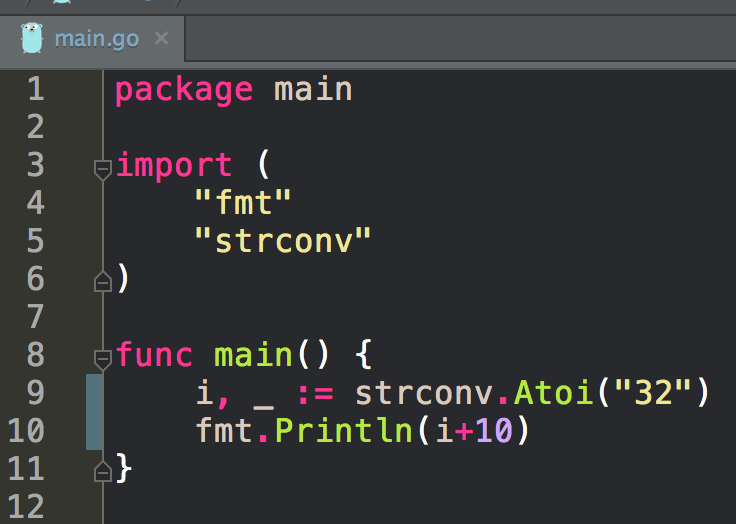 main.go ×
1 package main
2
3 import (
4     "fmt"
5     "strconv"
6 )
7
8 func main() {
9     i, _ := strconv.Atoi("32")
10     fmt.Println(i+10)
11 }
12